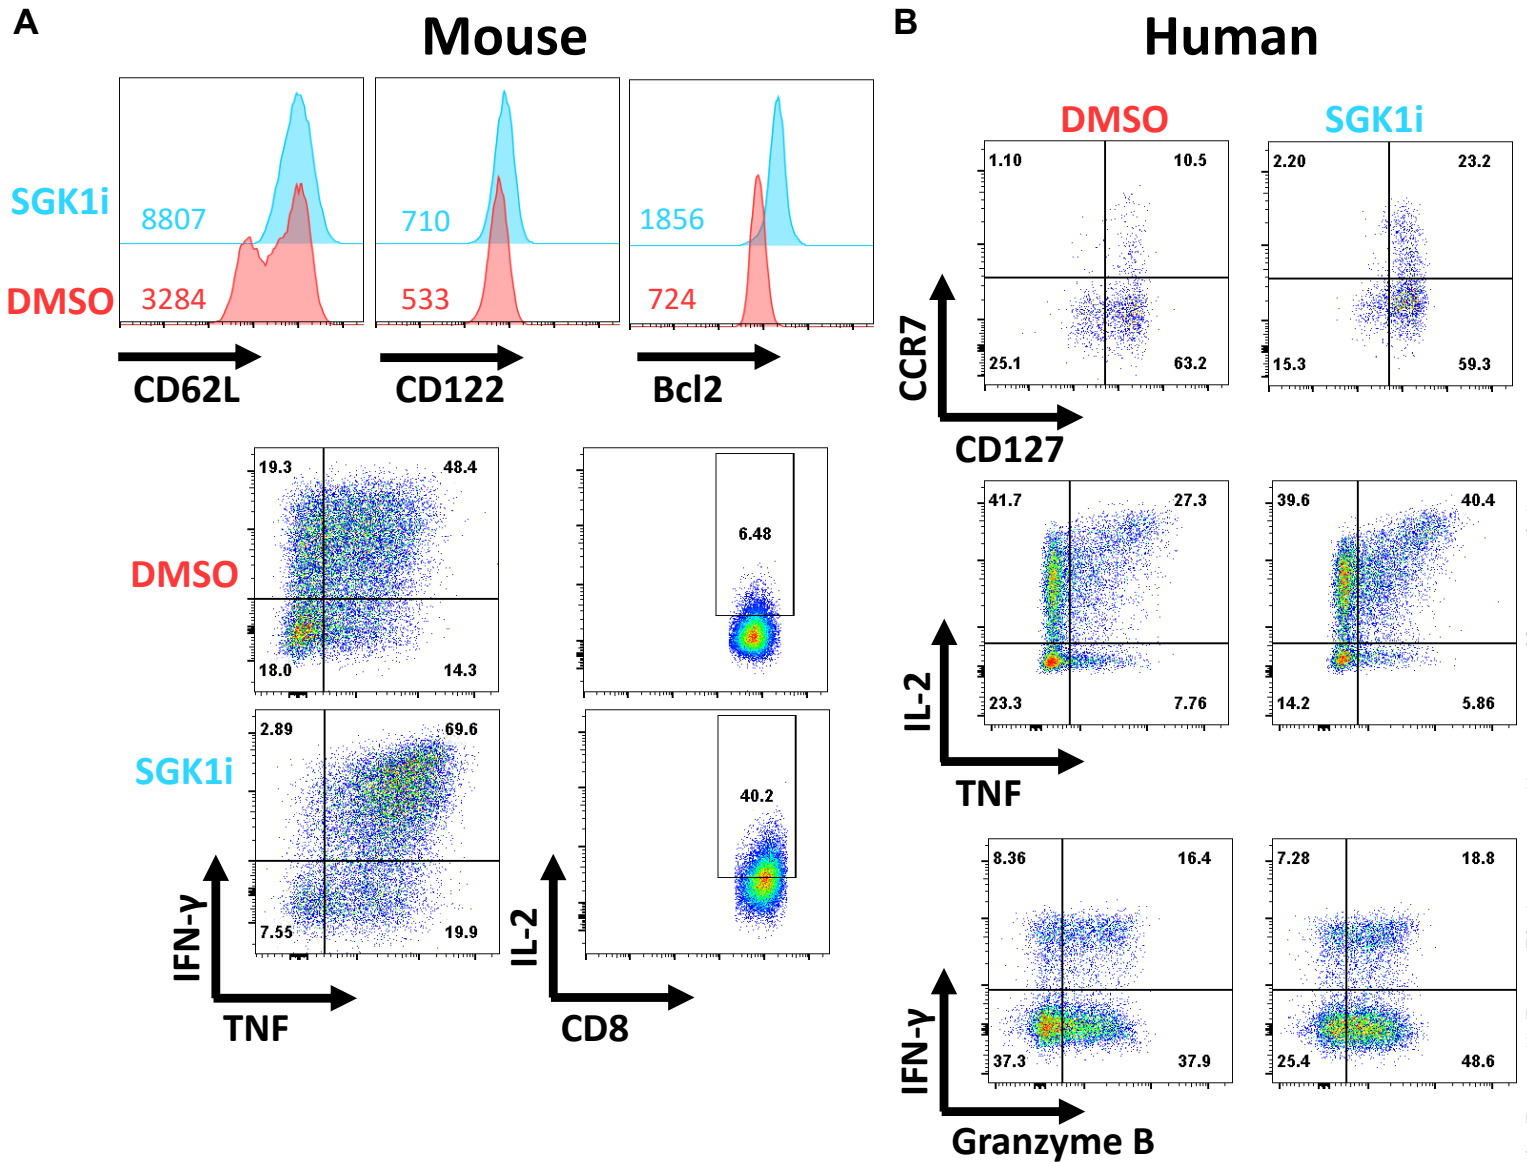 A
Mouse
SGK1i
DMSO
8807
3284
710
533
1856
724
CD62L
CD122
Bcl2
DMSO
19.3
48.4
18.0
14.3
6.48
SGK1i
2.89
69.6
7.55
19.9
40.2
IFN-γ
TNF
IL-2
CD8
B
Human
DMSO
SGK1i
1.10
10.5
25.1
63.2
2.20
23.2
15.3
59.3
CCR7
CD127
41.7
27.3
23.3
7.76
39.6
40.4
14.2
5.86
IL-2
TNF
8.36
16.4
37.3
37.9
7.28
18.8
25.4
48.6
IFN-γ
Granzyme B